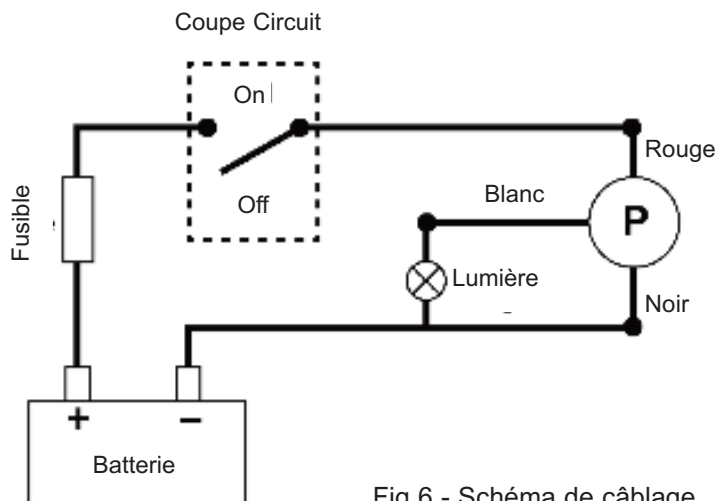 Coupe Circuit
On
Off
Fusible
Rouge
Blanc
P
Lumière
Noir
+
–
Batterie
Fig 6 - Schéma de câblage